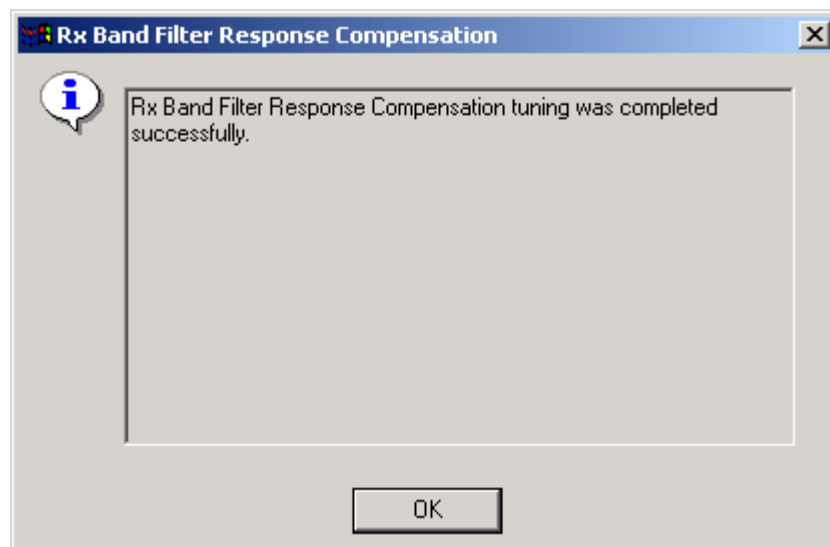 Rx Band Filter Response Compensation
Rx Band Filter Response Compensation tuning was completed
successfully.
OK